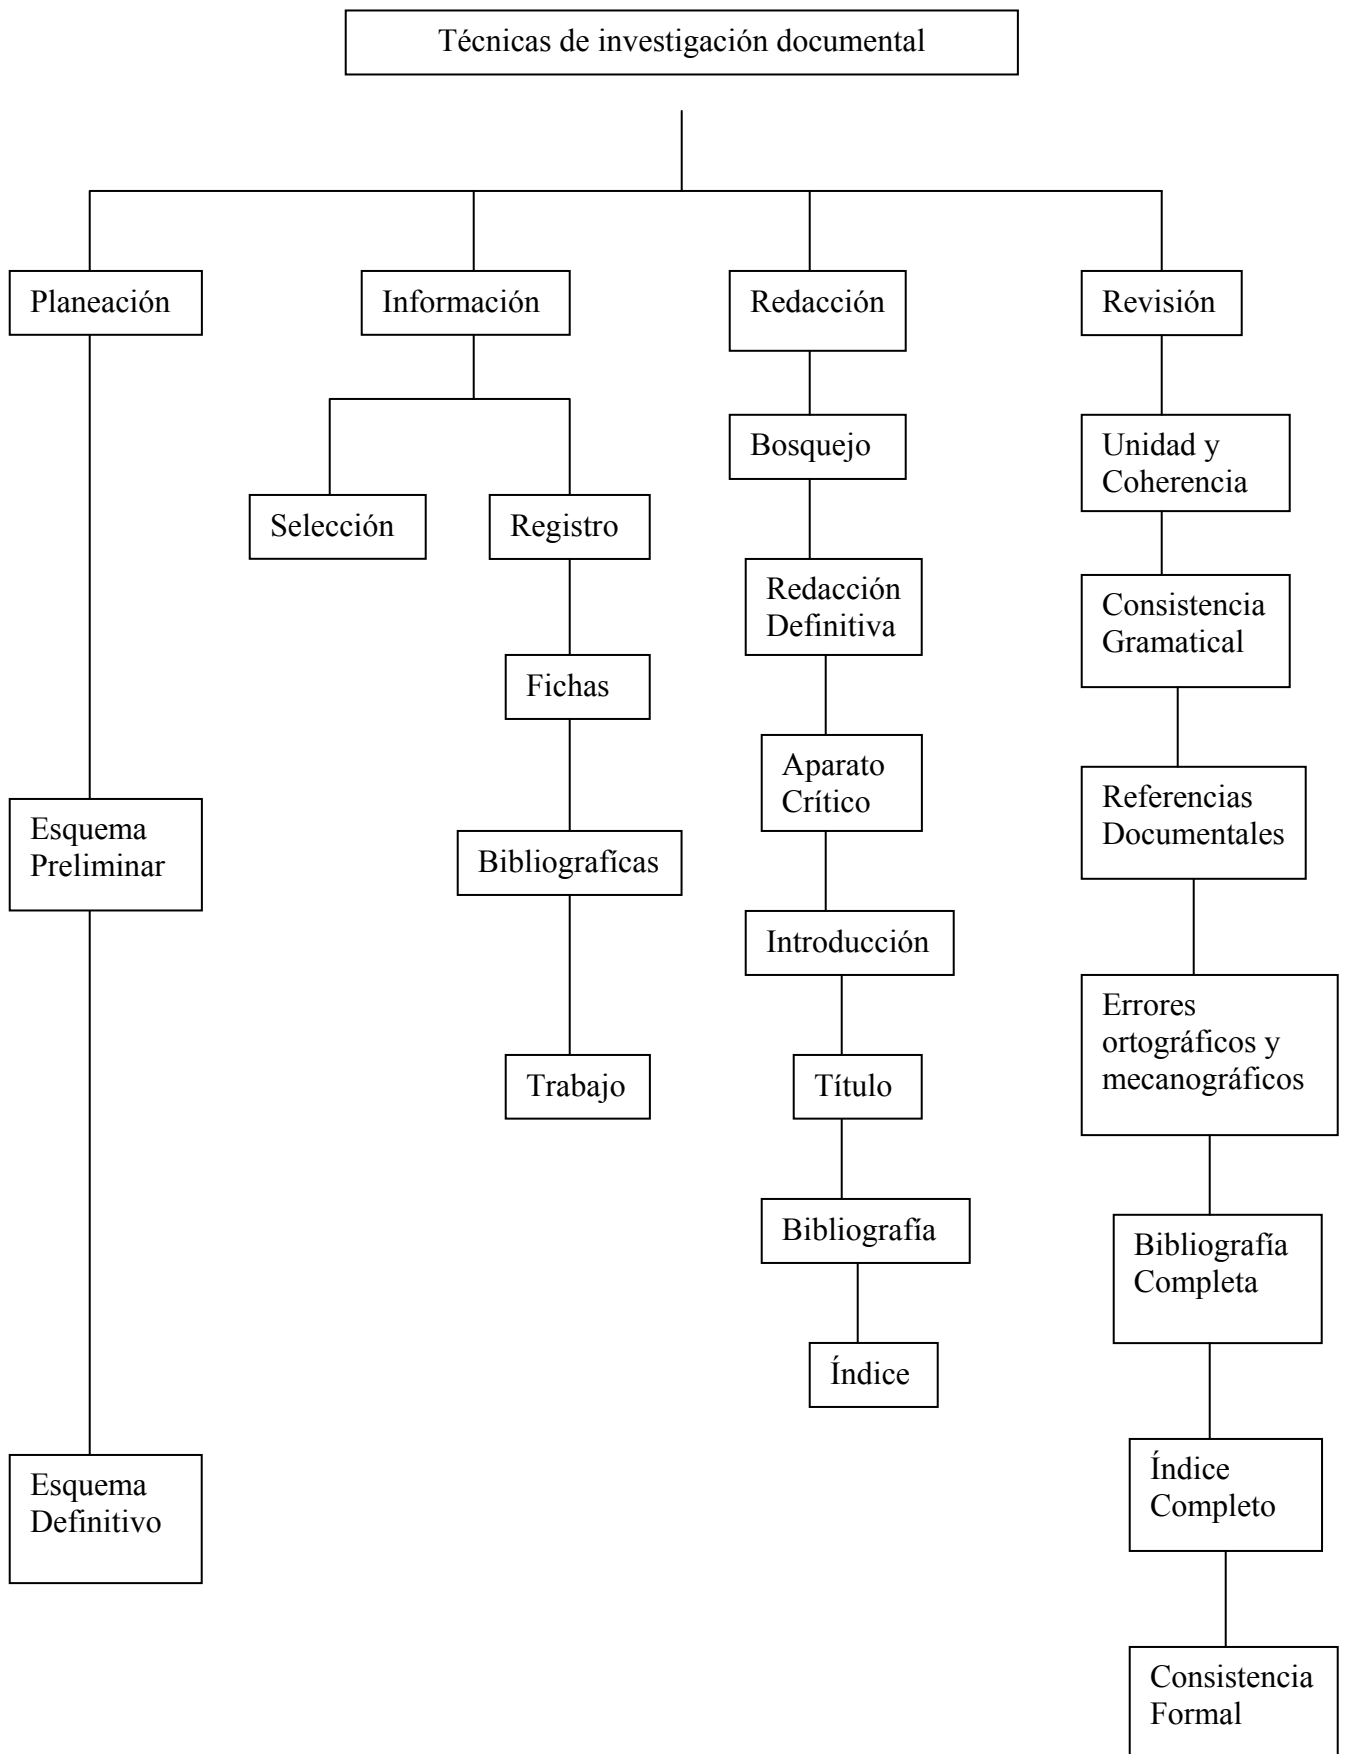 Técnicas de investigación documental
Planeación
Información
Redacción
Revisión
Esquema
Preliminar
Esquema
Definitivo
Selección
Registro
Fichas
Bibliografícas
Trabajo
Bosquejo
Redacción
Definitiva
Aparato
Crítico
Introducción
Título
Bibliografía
Índice
Unidad y
Coherencia
Consistencia
Gramatical
Referencias
Documentales
Errores
ortográficos y
mecanográficos
Bibliografía
Completa
Índice
Completo
Consistencia
Formal